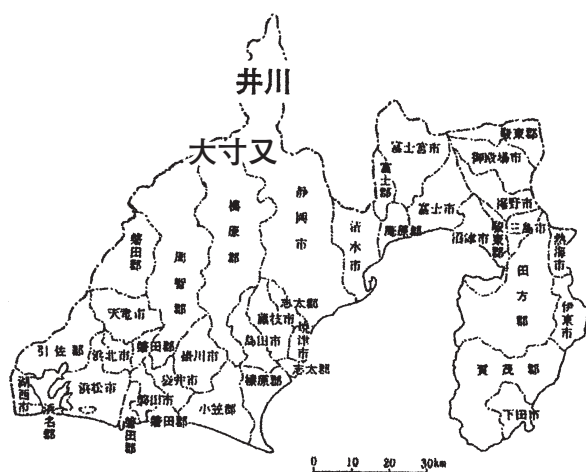 井川
大寸又
駿東郡
富士宮市
御殿場市
富士郡
裾野市
静岡市
榛原郡
清水市
庵原郡
富士市
沼津市
駿東郡
三島市
熱海市
磐田郡
周智郡
田方郡
伊東市
天竜市
志太郡
藤枝市
焼津市
島田市
引佐郡
浜北市
磐田郡
掛川市
志太郡
榛原郡
賀茂郡
湖西市
浜松市
袋井市
磐田市
小笠郡
下田市
浜名郡
磐田郡
磐田郡
0 10 20 30km